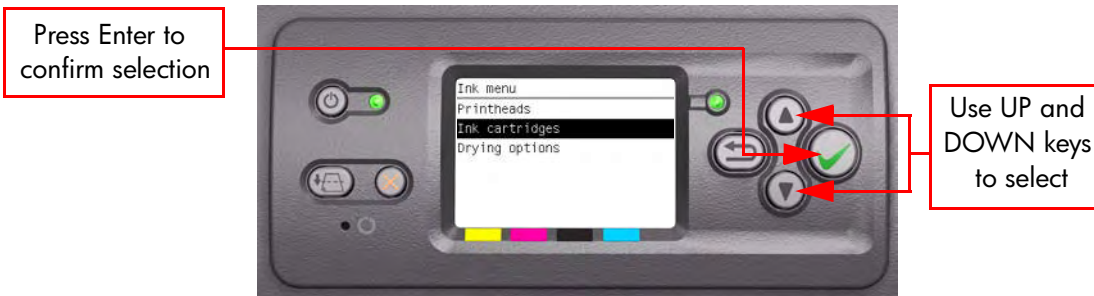 Press Enter to
confirm selection
Ink menu
Printheads
Ink cartridges
Drying options
Use UP and
DOWN keys
to select